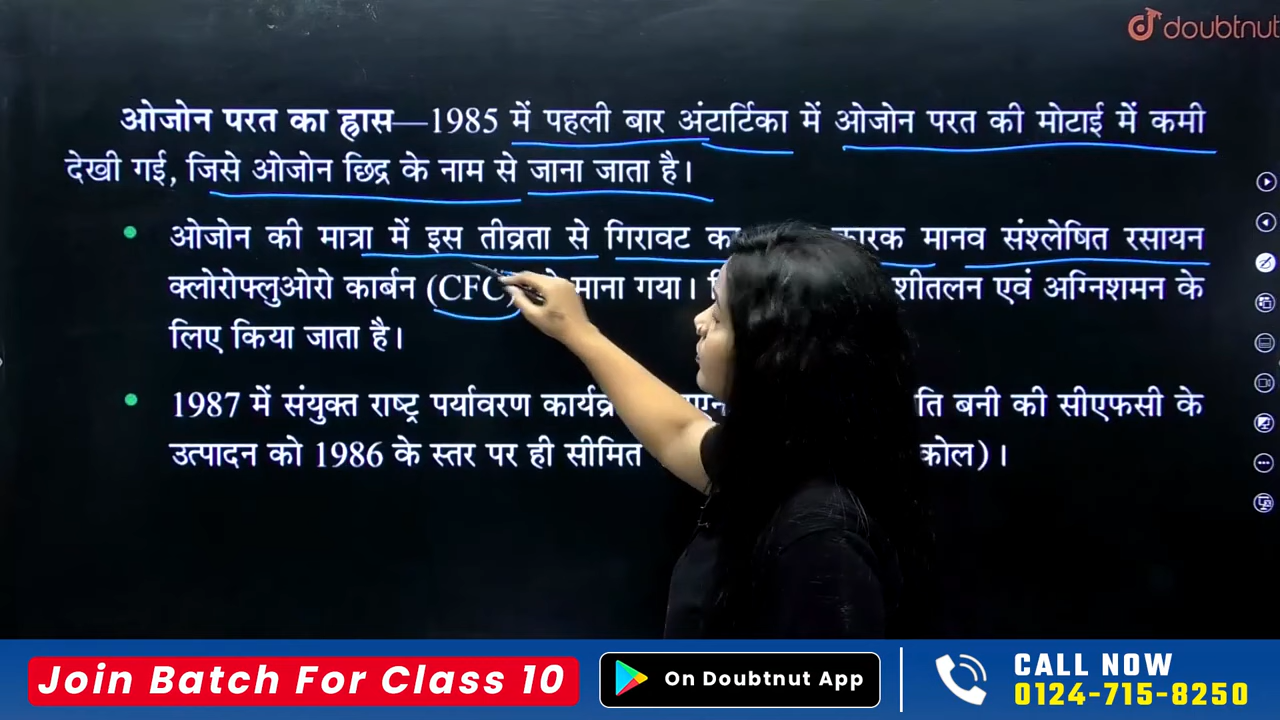 doubtnut
ओजोन परत का ह्रास—1985 में पहली बार अंटार्टिका में ओजोन परत की मोटाई में कमी
देखी गई, जिसे ओजोन छिद्र के नाम से जाना जाता है।
ओजोन की मात्रा में इस तीव्रता से गिरावट का कारक मानव संश्लेषित रसायन
क्लोरोफ्लुओरो कार्बन (CFC) माना गया। शीतलन एवं अग्निशमन के
लिए किया जाता है।
1987 में संयुक्त राष्ट्र पर्यावरण बनी की सीएफसी के
उत्पादन को 1986 के स्तर पर ही सीमित
Join Batch For Class 10
On Doubtnut App
CALL NOW
0124-715-8250